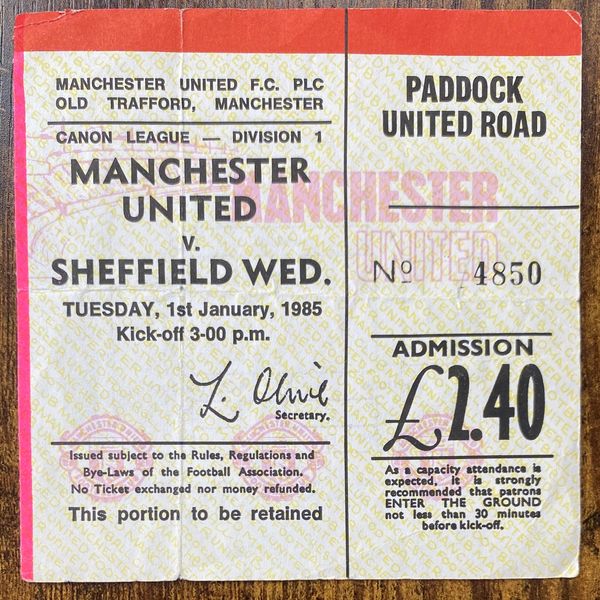 MANCHESTER UNITED F.C. PLC
OLD TRAFFORD, MANCHESTER
CANON LEAGUE — DIVISION 1
MANCHESTER
UNITED
v.
SHEFFIELD WED.
TUESDAY, 1st January, 1985
Kick-off 3-00 p.m.
L. Olive
Secretary.
Issued subject to the Rules, Regulations and
Bye-Laws of the Football Association.
No Ticket exchanged nor money refunded.
This portion to be retained
PADDOCK
UNITED ROAD
MANCHESTER
UNITED
Nº 4850
ADMISSION
£2.40
As a capacity attendance is
expected, it is strongly
recommended that patrons
ENTER THE GROUND
not less than 30 minutes
before kick-off.